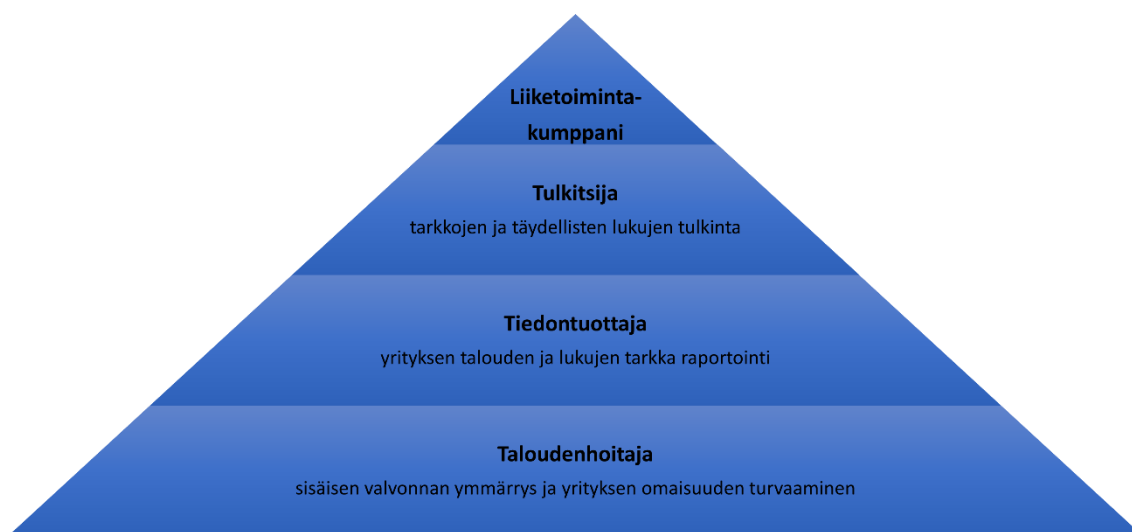 Liiketoiminta-
kumppani
Tulkitsija
tarkkojen ja täydellisten lukujen tulkinta
Tiedontuottaja
yrityksen talouden ja lukujen tarkka raportointi
Taloudenhoitaja
sisäisen valvonnan ymmärrys ja yrityksen omaisuuden turvaaminen